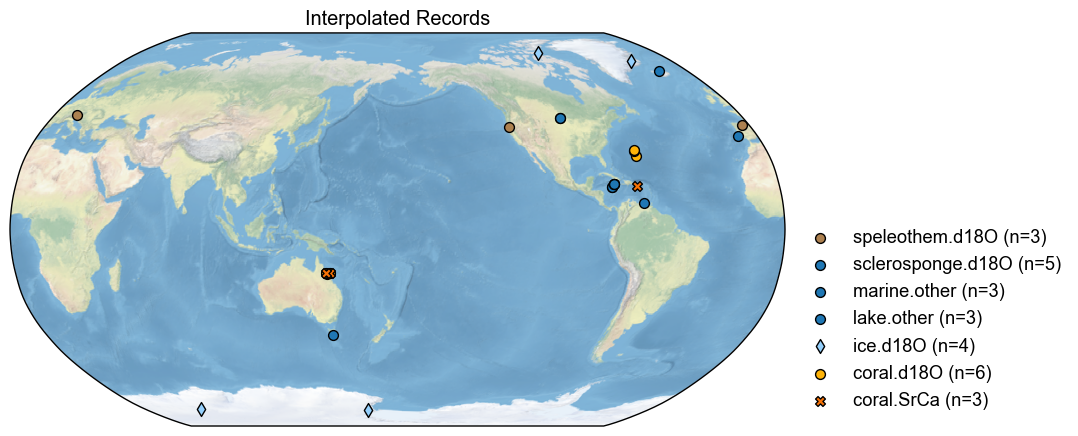 Interpolated Records
speleothem.d18O (n=3)
sclerosponge.d18O (n=5)
marine.other (n=3)
lake.other (n=3)
ice.d18O (n=4)
coral.d18O (n=6)
coral.SrCa (n=3)